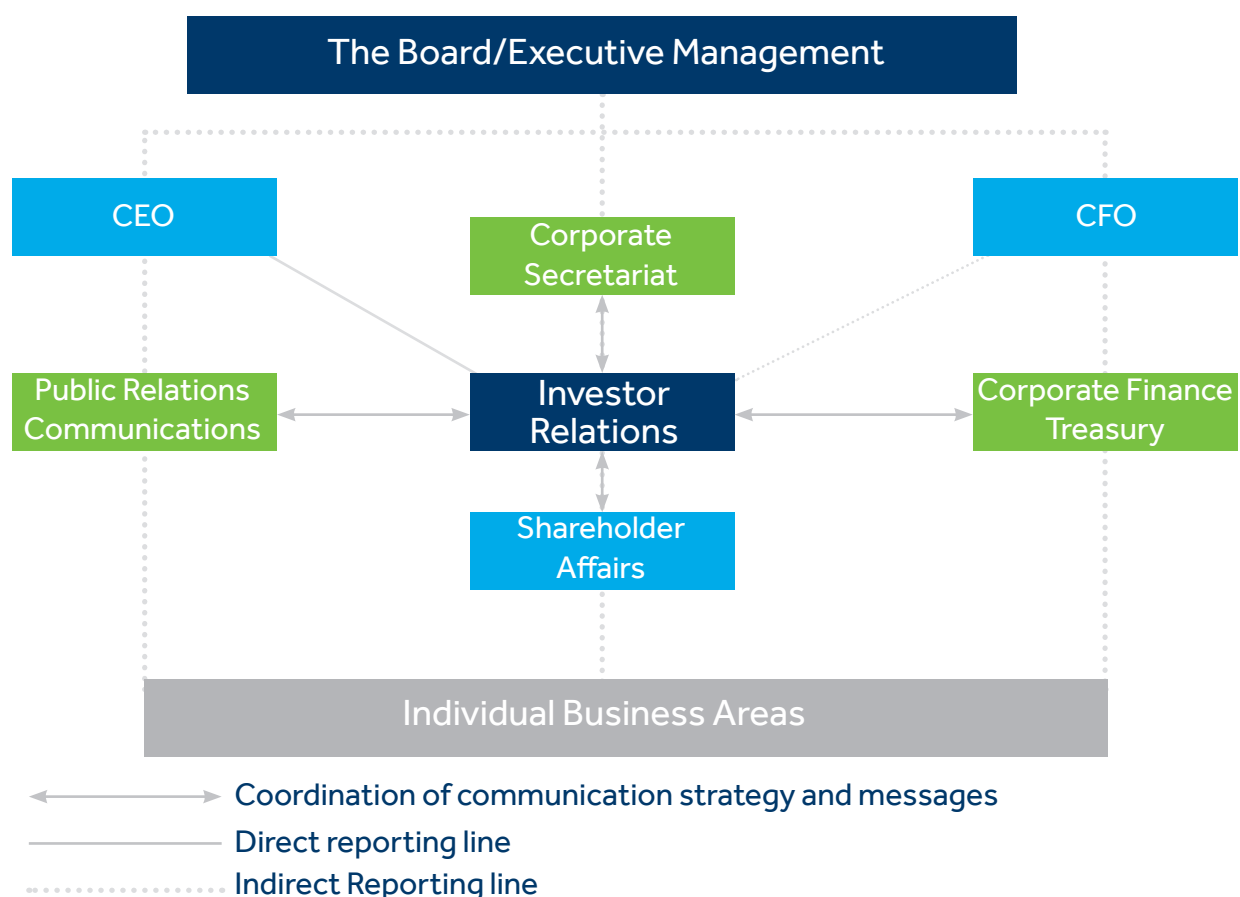 The Board/Executive Management
CEO
CFO
Corporate
Secretariat
Public Relations
Communications
Investor
Relations
Corporate Finance
Treasury
Shareholder
Affairs
Individual Business Areas
Coordination of communication strategy and messages
Direct reporting line
Indirect Reporting line